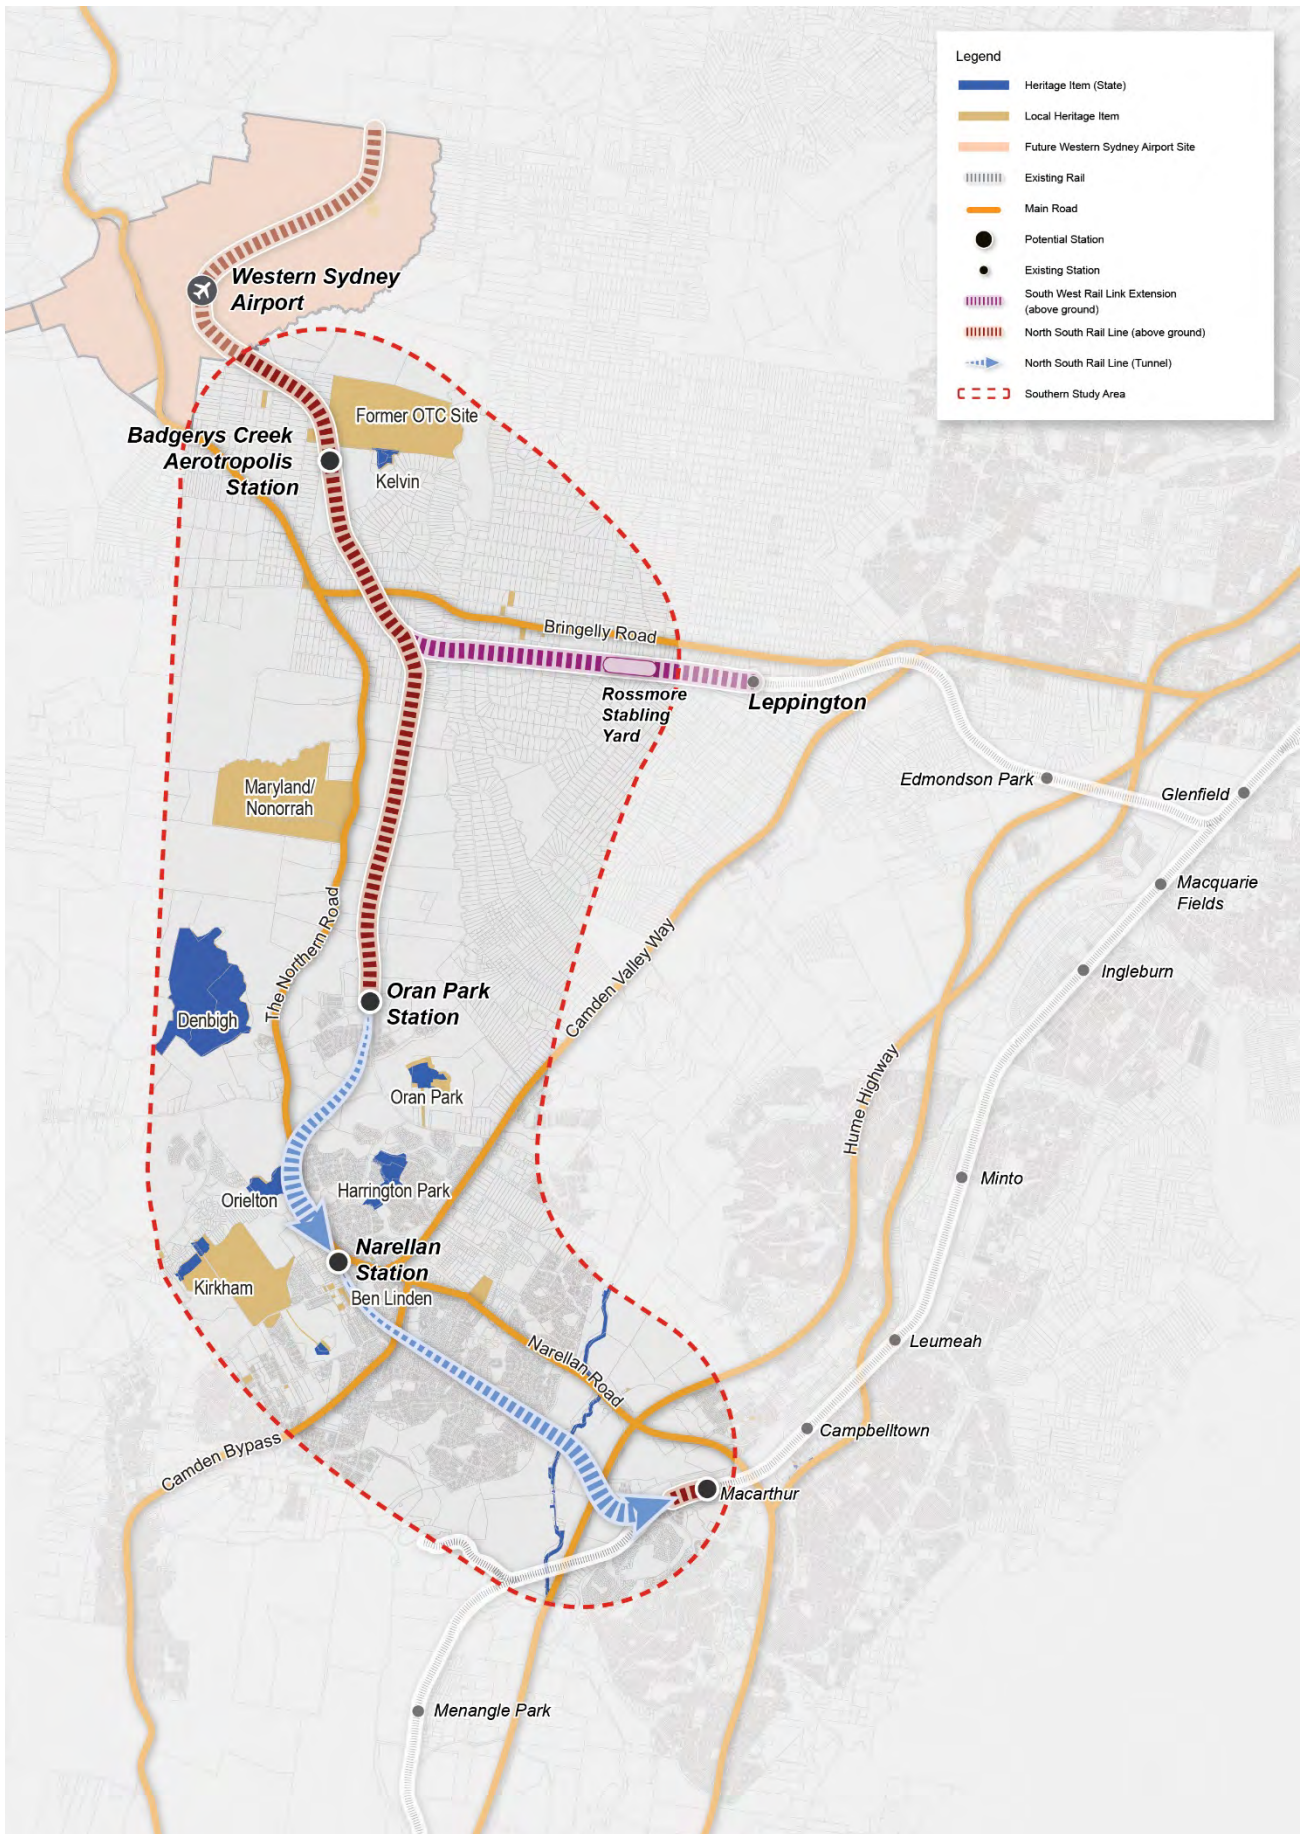 Legend
Heritage Item (State)
Local Heritage Item
Future Western Sydney Airport Site
Existing Rail
Main Road
Potential Station
Existing Station
South West Rail Link Extension
(above ground)
North South Rail Line (above ground)
North South Rail Line (Tunnel)
Southern Study Area
Western Sydney
Airport
Former OTC Site
Badgerys Creek
Aerotropolis
Station
Kelvin
Bringelly Road
Rossmore
Stabling
Yard
Leppington
Edmondson Park
Glenfield
Maryland/
Nonorrah
Macquarie
Fields
The Northern Road
Camden Valley Way
Ingleburn
Denbigh
Oran Park
Station
Hume Highway
Oran Park
Minto
Orielton
Harrington Park
Narellan
Station
Kirkham
Ben Linden
Narellan Road
Leumeah
Camden Bypass
Campbelltown
Macarthur
Menangle Park